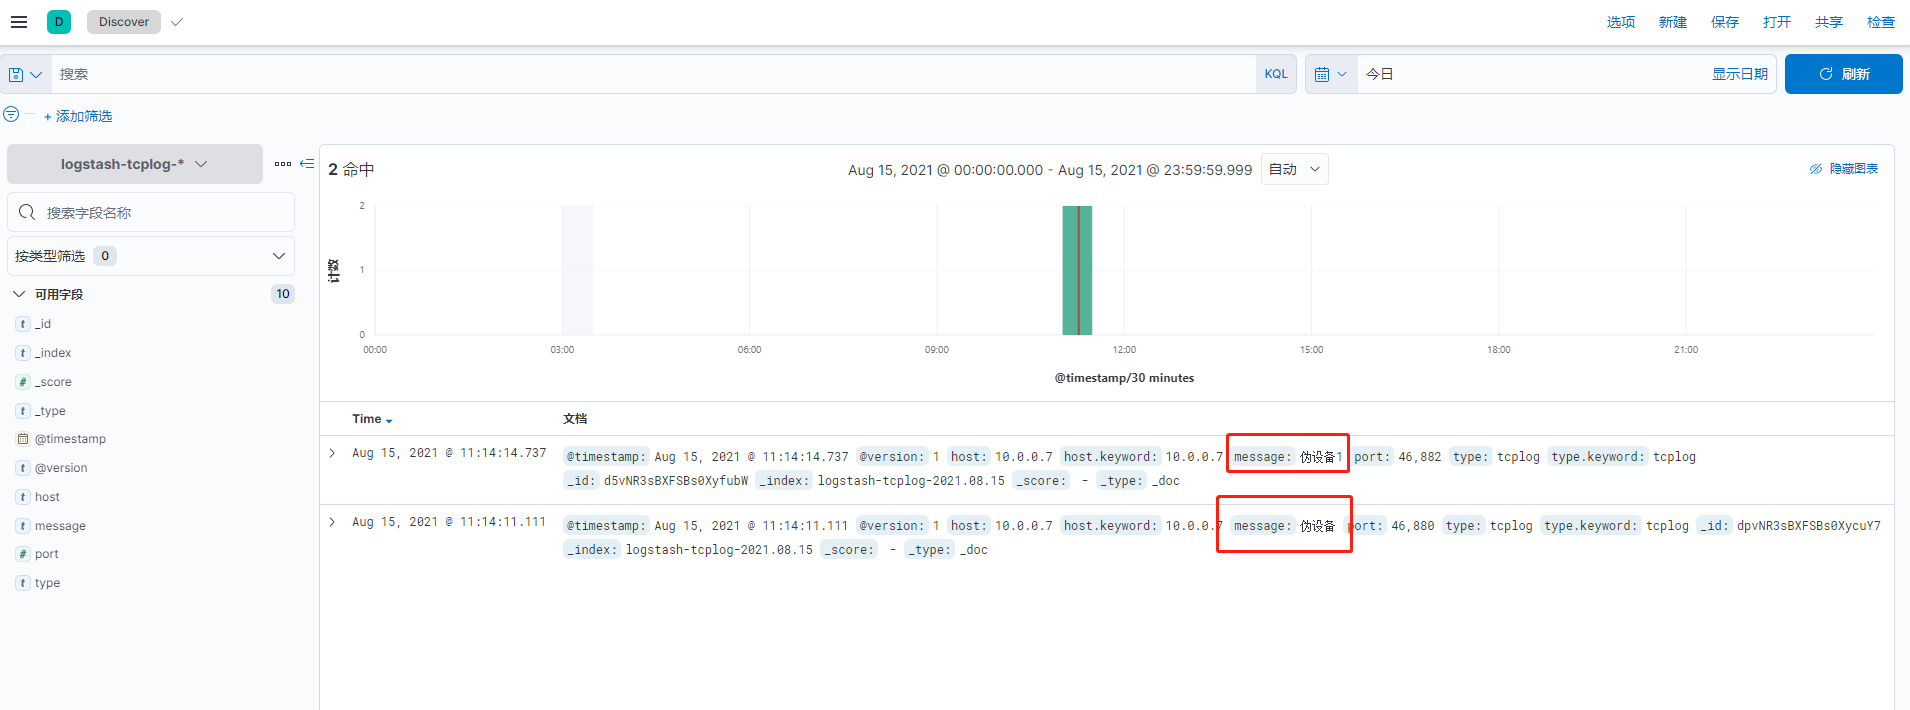 D Discover 选项 新建 保存 打开 共享 检查
搜索 KQL 今日 显示日期 刷新
+ 添加筛选
logstash-tcplog-*
2 命中 Aug 15, 2021 @ 00:00:00.000 - Aug 15, 2021 @ 23:59:59.999 自动 隐藏图表
搜索字段名称
按类型筛选 0
可用字段 10
t _id
t _index
# _score
t _type
@timestamp
t @version
t host
t message
# port
t type
计数
2
1
0
00:00 03:00 06:00 09:00 12:00 15:00 18:00 21:00
@timestamp/30 minutes
Time 文档
Aug 15, 2021 @ 11:14:14.737 @timestamp: Aug 15, 2021 @ 11:14:14.737 @version: 1 host: 10.0.0.7 host.keyword: 10.0.0.7 message: 伪设备1 port: 46,882 type: tcplog type.keyword: tcplog
_id: d5vNR3sBXFSBs0XyfubW _index: logstash-tcplog-2021.08.15 _score: - _type: _doc
Aug 15, 2021 @ 11:14:11.111 @timestamp: Aug 15, 2021 @ 11:14:11.111 @version: 1 host: 10.0.0.7 host.keyword: 10.0.0.7 message: 伪设备 port: 46,880 type: tcplog type.keyword: tcplog _id: dpvNR3sBXFSBs0XycuY7
_index: logstash-tcplog-2021.08.15 _score: - _type: _doc